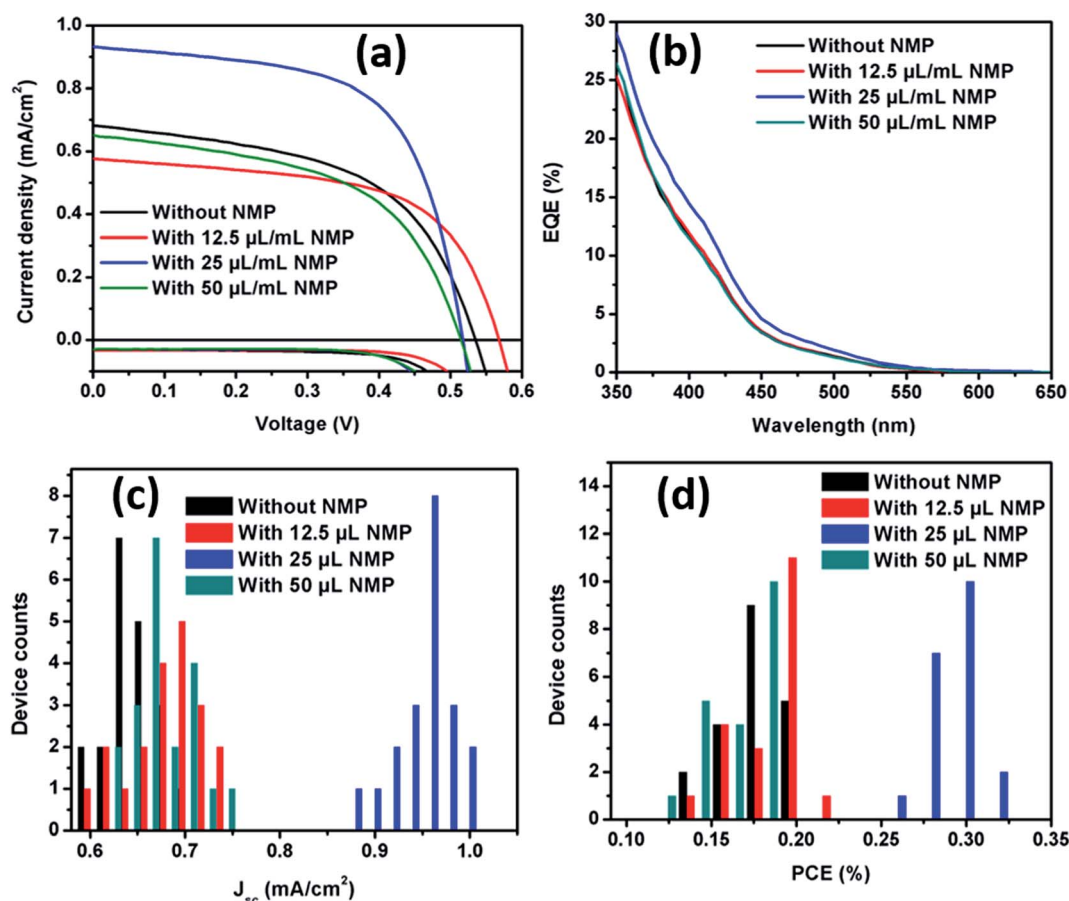 (a)
1.0
0.8
0.6
0.4
0.2
0.0
Current density (mA/cm²)
Without NMP
With 12.5 µL/mL NMP
With 25 µL/mL NMP
With 50 µL/mL NMP
0.0 0.1 0.2 0.3 0.4 0.5 0.6
Voltage (V)
(b)
30
25
20
15
10
5
0
EQE (%)
Without NMP
With 12.5 µL/mL NMP
With 25 µL/mL NMP
With 50 µL/mL NMP
350 400 450 500 550 600 650
Wavelength (nm)
(c)
8
7
6
5
4
3
2
1
0
Device counts
Without NMP
With 12.5 µL NMP
With 25 µL NMP
With 50 µL NMP
0.6 0.7 0.8 0.9 1.0
Jsc (mA/cm²)
(d)
14
12
10
8
6
4
2
0
Device counts
Without NMP
With 12.5 µL NMP
With 25 µL NMP
With 50 µL NMP
0.10 0.15 0.20 0.25 0.30 0.35
PCE (%)